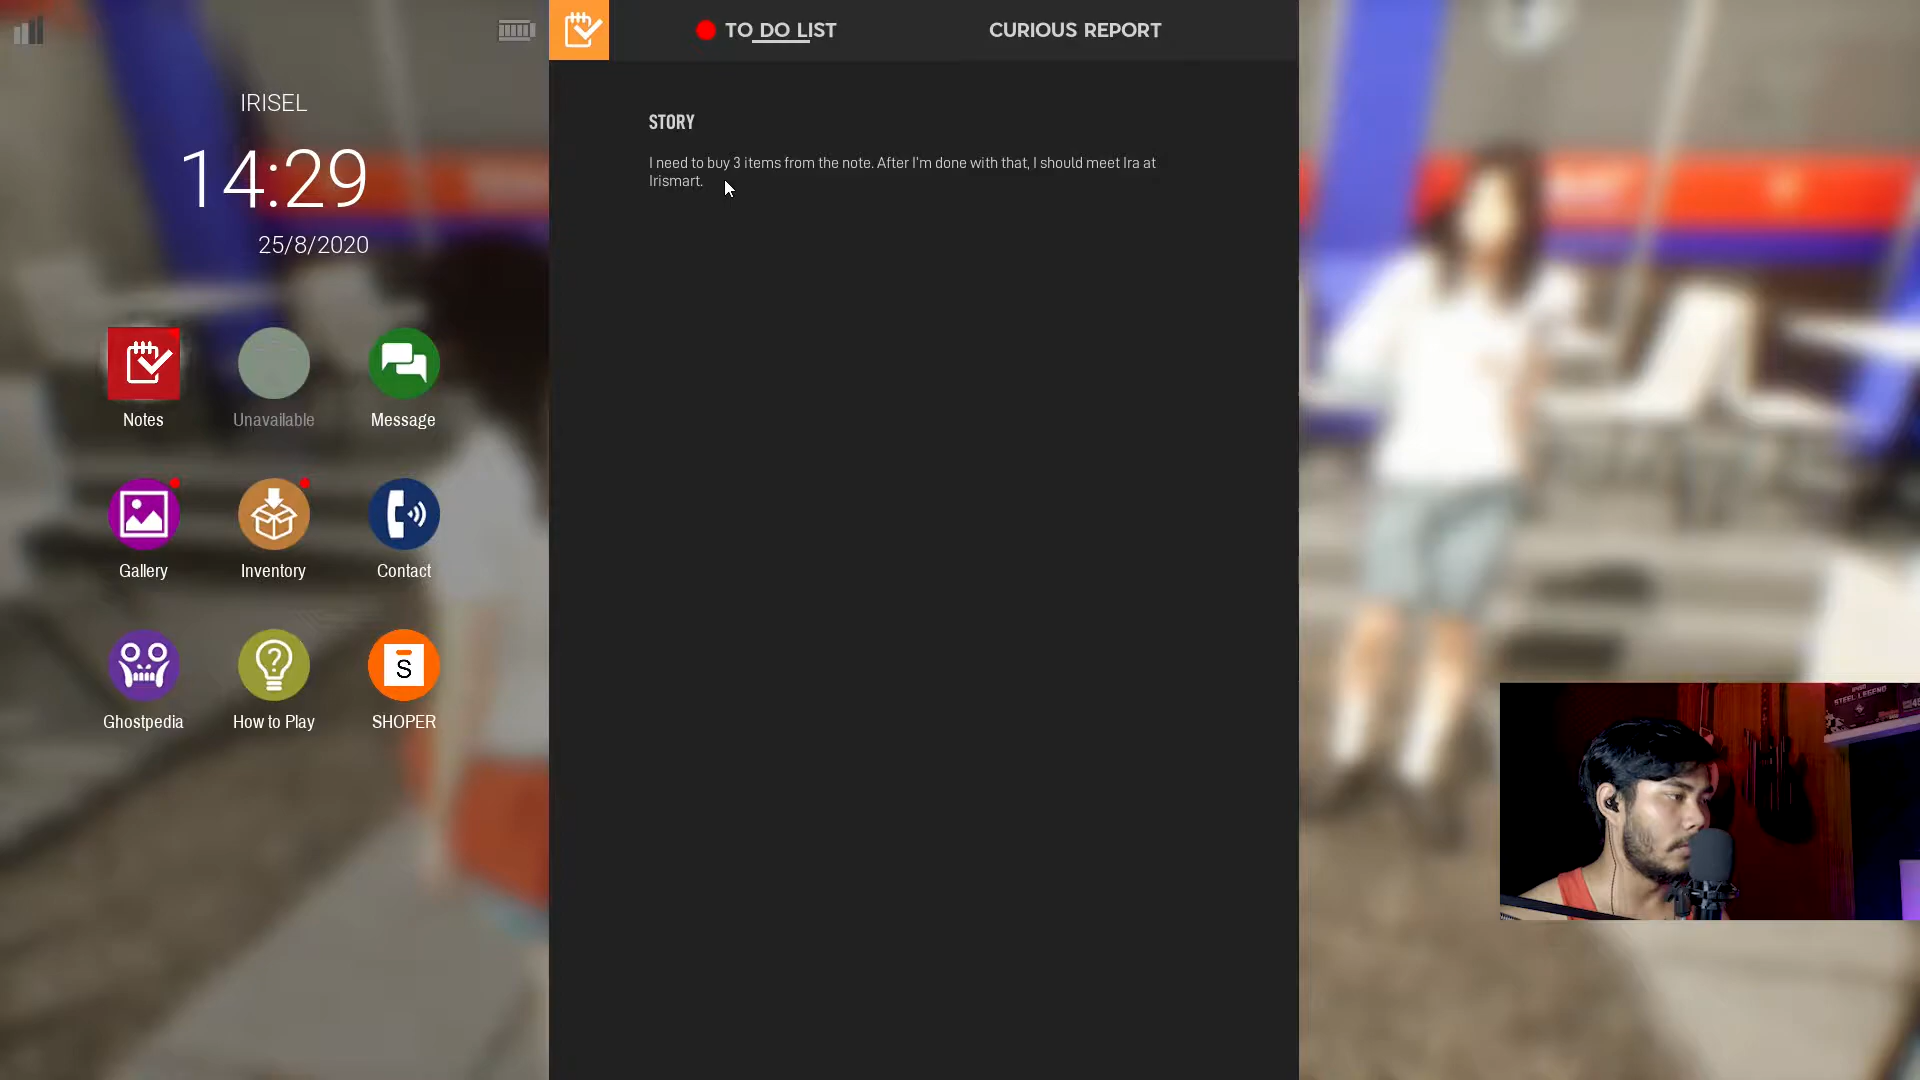 IRISEL
14:29
25/8/2020
Notes
Unavailable
Message
Gallery
Inventory
Contact
Ghostpedia
How to Play
S
SHOPER
TO DO LIST
CURIOUS REPORT
STORY
I need to buy 3 items from the note. After I'm done with that, I should meet Ira at
Irismart.
STEEL LEGEND